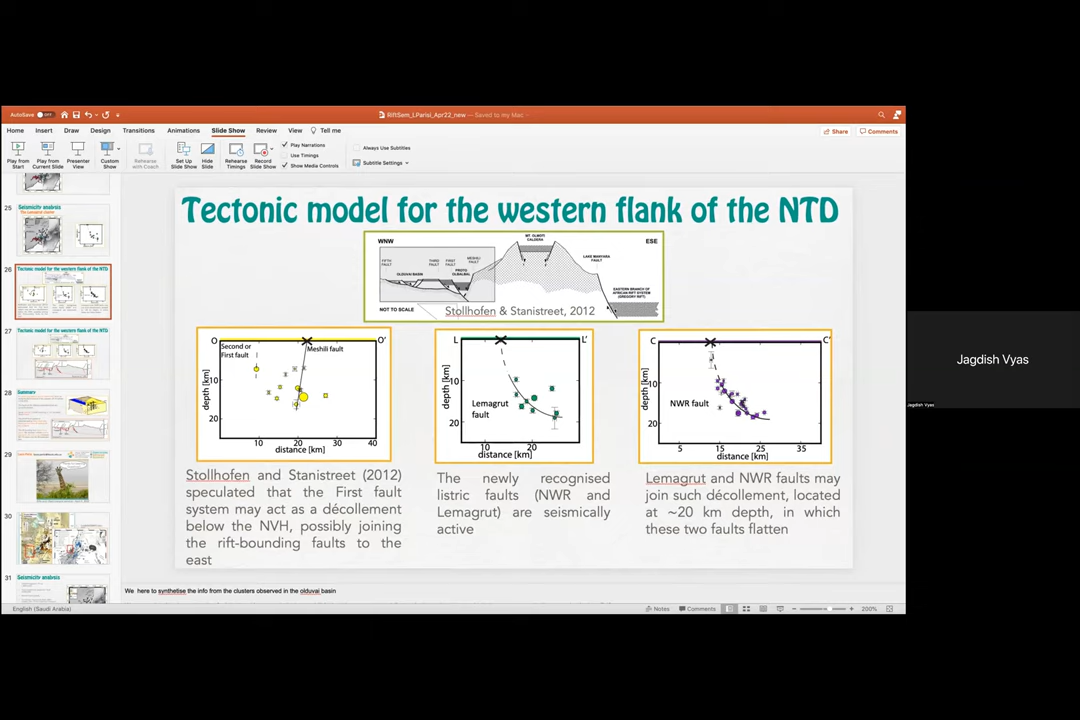 AutoSave OFF
RiftSem_LParisi_Apr22_new — Saved to my Mac
Home Insert Draw Design Transitions Animations Slide Show Review View Tell me
Share Comments
Play from Start
Play from Current Slide
Presenter View
Custom Show
Rehearse with Coach
Set Up Slide Show
Hide Slide
Rehearse Timings
Record Slide Show
Play Narrations
Use Timings
Show Media Controls
Always Use Subtitles
Subtitle Settings
25
Seismicity analysis
26
Tectonic model for the western flank of the NTD
27
Tectonic model for the western flank of the NTD
28
Summary
29
30
31
Seismicity analysis
Tectonic model for the western flank of the NTD
WNW
ESE
MT. OLMOTI CALDERA
FIFTH FAULT
THIRD FAULT
FIRST FAULT
MESHILI FAULT
OLDUVAI BASIN
PROTO OLBALBAL
LAKE MANYARA FAULT
EASTERN BRANCH OF AFRICAN RIFT SYSTEM (GREGORY RIFT)
NOT TO SCALE
Stollhofen & Stanistreet, 2012
O
O'
Second or First fault
Meshili fault
depth [km]
10
20
10 20 30 40
distance [km]
L
L'
depth [km]
10
20
Lemagrut fault
10 20
distance [km]
C
C'
depth [km]
10
20
NWR fault
5 15 25 35
distance [km]
Stollhofen and Stanistreet (2012)
speculated that the First fault
system may act as a décollement
below the NVH, possibly joining
the rift-bounding faults to the
east
The newly recognised
listric faults (NWR and
Lemagrut) are seismically
active
Lemagrut and NWR faults may
join such décollement, located
at ~20 km depth, in which
these two faults flatten
We here to synthetise the info from the clusters observed in the olduvai basin
English (Saudi Arabia)
Notes Comments
200%
Jagdish Vyas
Jagdish Vyas